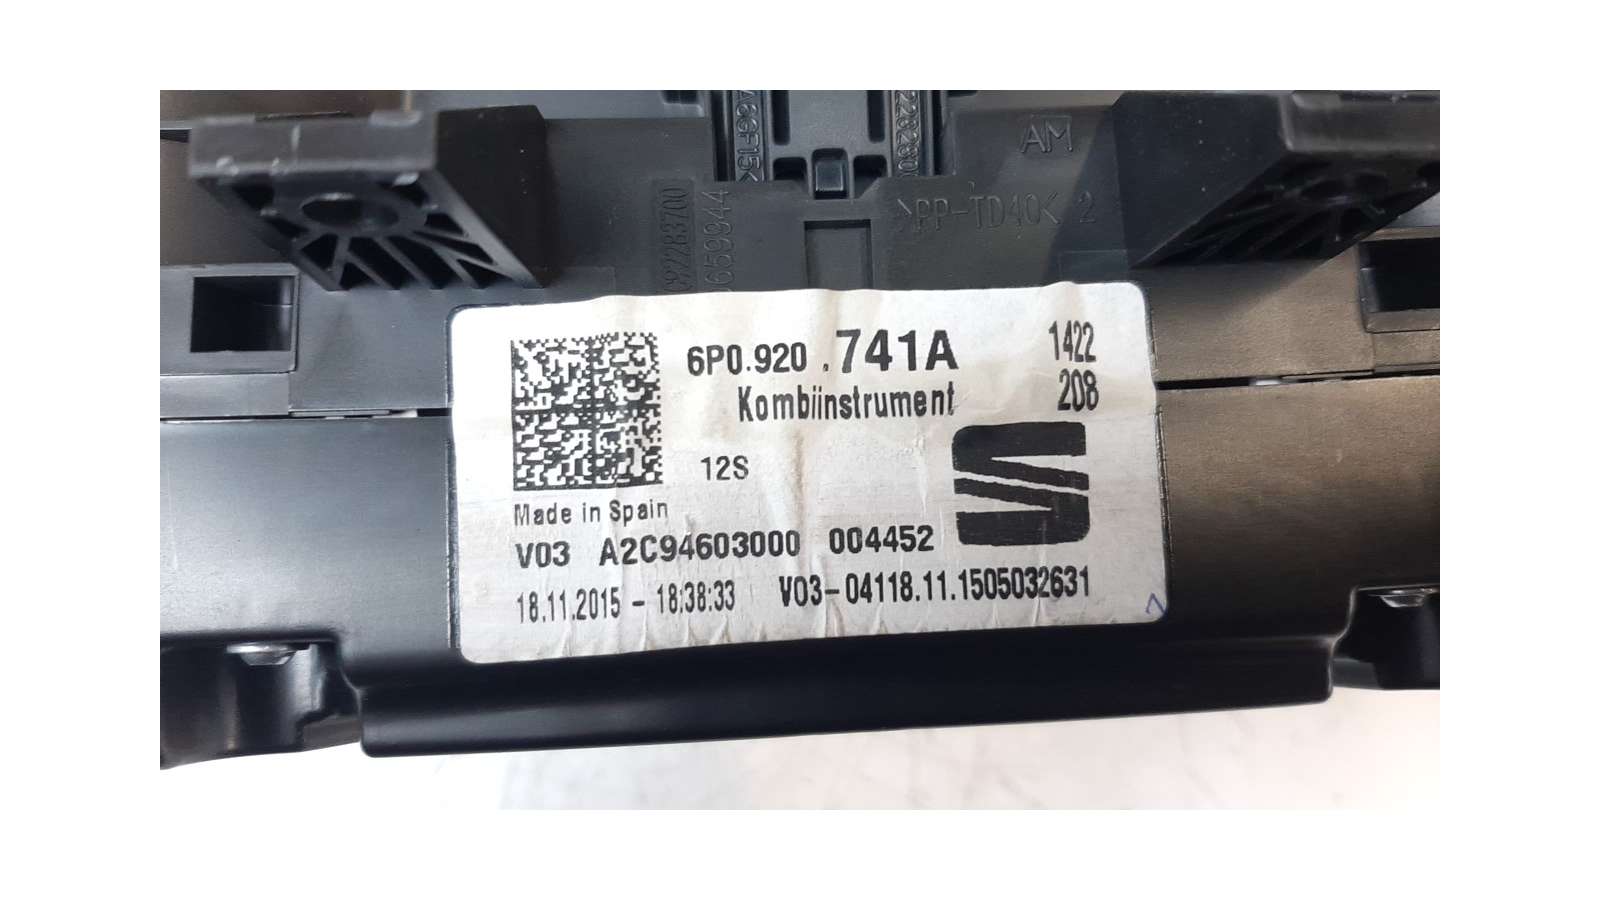 AM
>PP-TD40< 2
6P0.920 .741A
1422
208
Kombiinstrument
12S
Made in Spain
V03 A2C94603000 004452
18.11.2015 - 18:38:33 V03-04118.11.1505032631